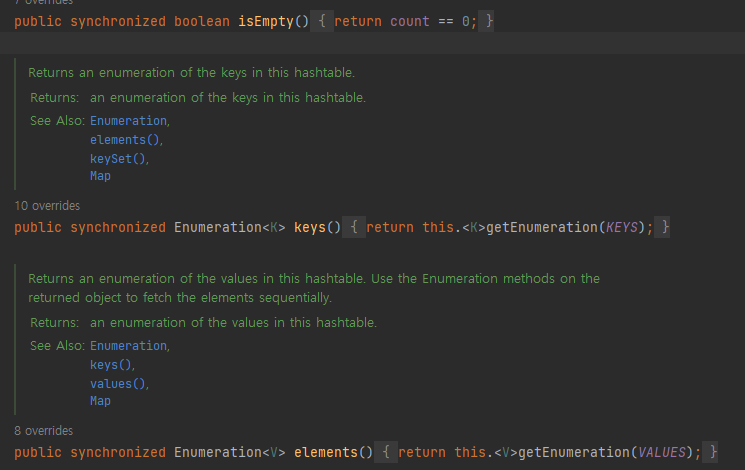 7 overrides
public synchronized boolean isEmpty() { return count == 0; }
Returns an enumeration of the keys in this hashtable.
Returns: an enumeration of the keys in this hashtable.
See Also: Enumeration,
elements(),
keySet(),
Map
10 overrides
public synchronized Enumeration<K> keys() { return this.<K>getEnumeration(KEYS); }
Returns an enumeration of the values in this hashtable. Use the Enumeration methods on the
returned object to fetch the elements sequentially.
Returns: an enumeration of the values in this hashtable.
See Also: Enumeration,
keys(),
values(),
Map
8 overrides
public synchronized Enumeration<V> elements() { return this.<V>getEnumeration(VALUES); }